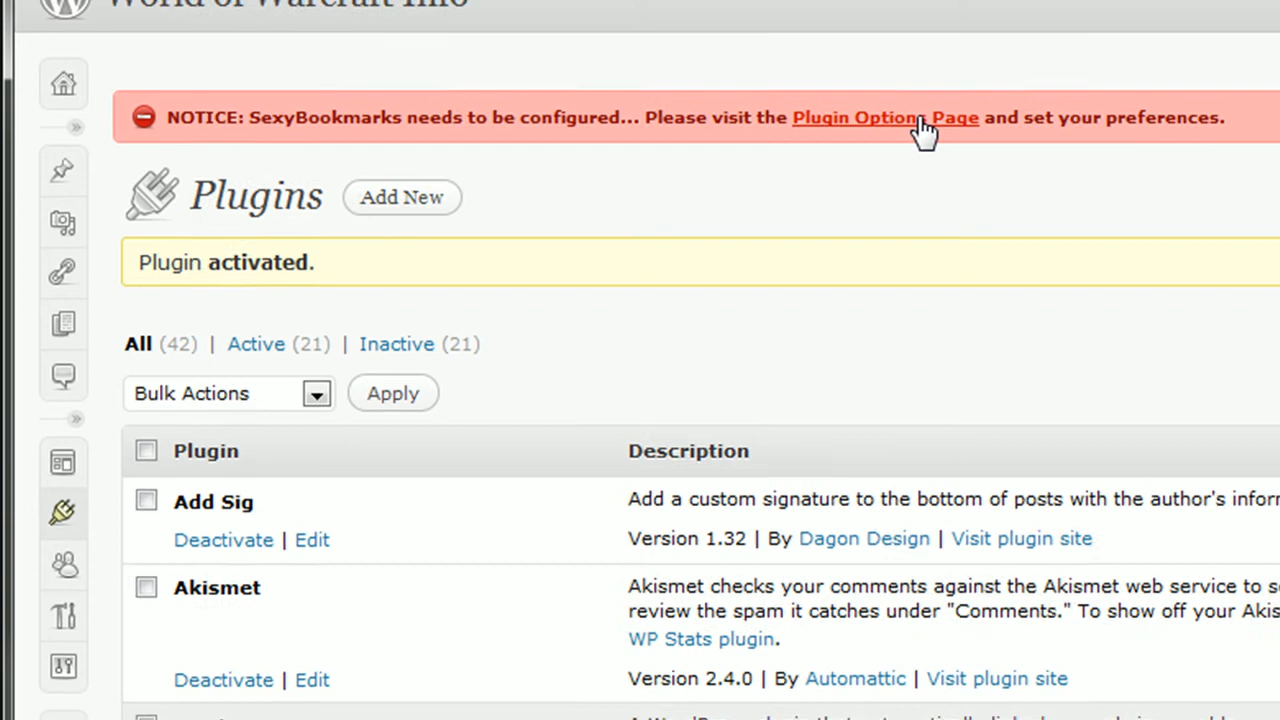 World of Warcraft Info
NOTICE: SexyBookmarks needs to be configured... Please visit the Plugin Options Page and set your preferences.
Plugins Add New
Plugin activated.
All (42) | Active (21) | Inactive (21)
Bulk Actions Apply
Plugin Description
Add Sig Add a custom signature to the bottom of posts with the author's
Deactivate | Edit Version 1.32 | By Dagon Design | Visit plugin site
Akismet Akismet checks your comments against the Akismet web service to
review the spam it catches under "Comments." To show off your
WP Stats plugin.
Deactivate | Edit Version 2.4.0 | By Automattic | Visit plugin site